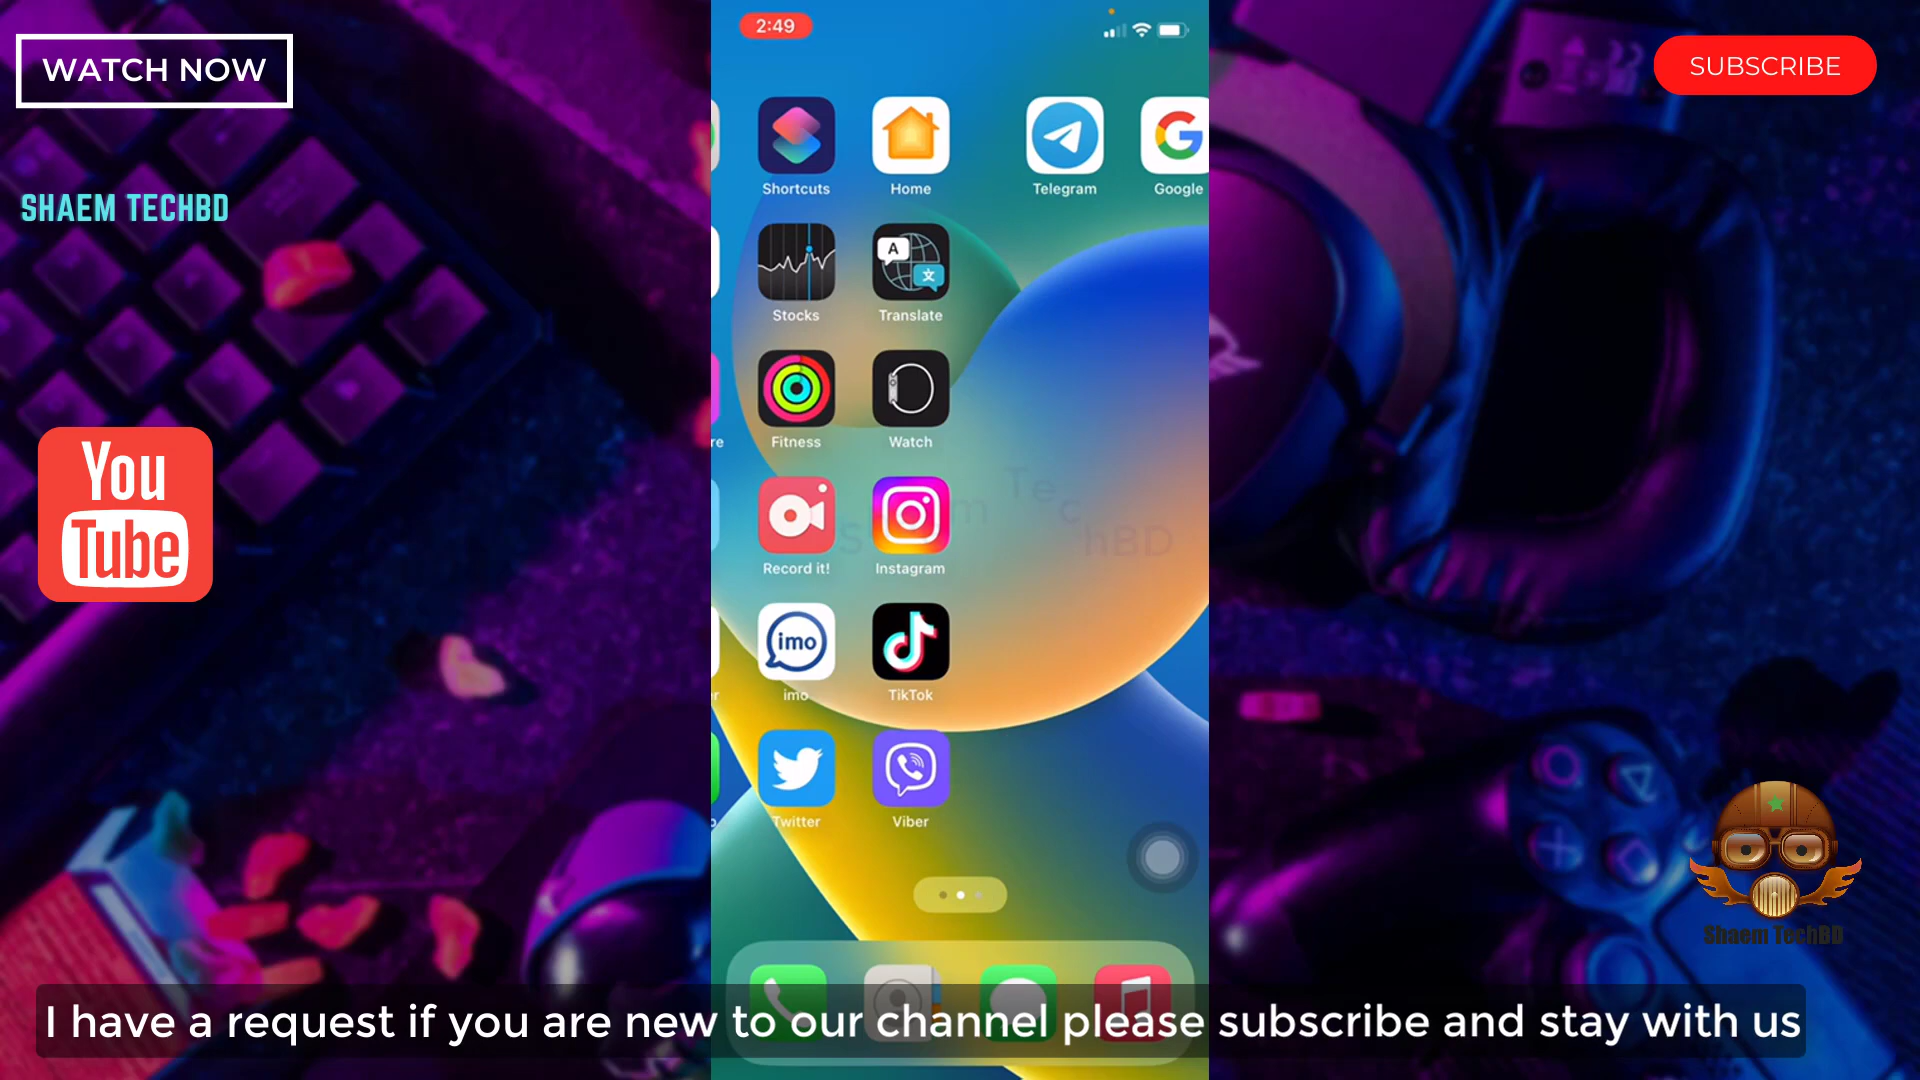 WATCH NOW
SUBSCRIBE
SHAEM TECHBD
You
Tube
2:49
Shortcuts
Home
Telegram
Google
Stocks
Translate
Fitness
Watch
re
Record it!
Instagram
imo
imo
TikTok
Twitter
Viber
Shaem TechBD
I have a request if you are new to our channel please subscribe and stay with us